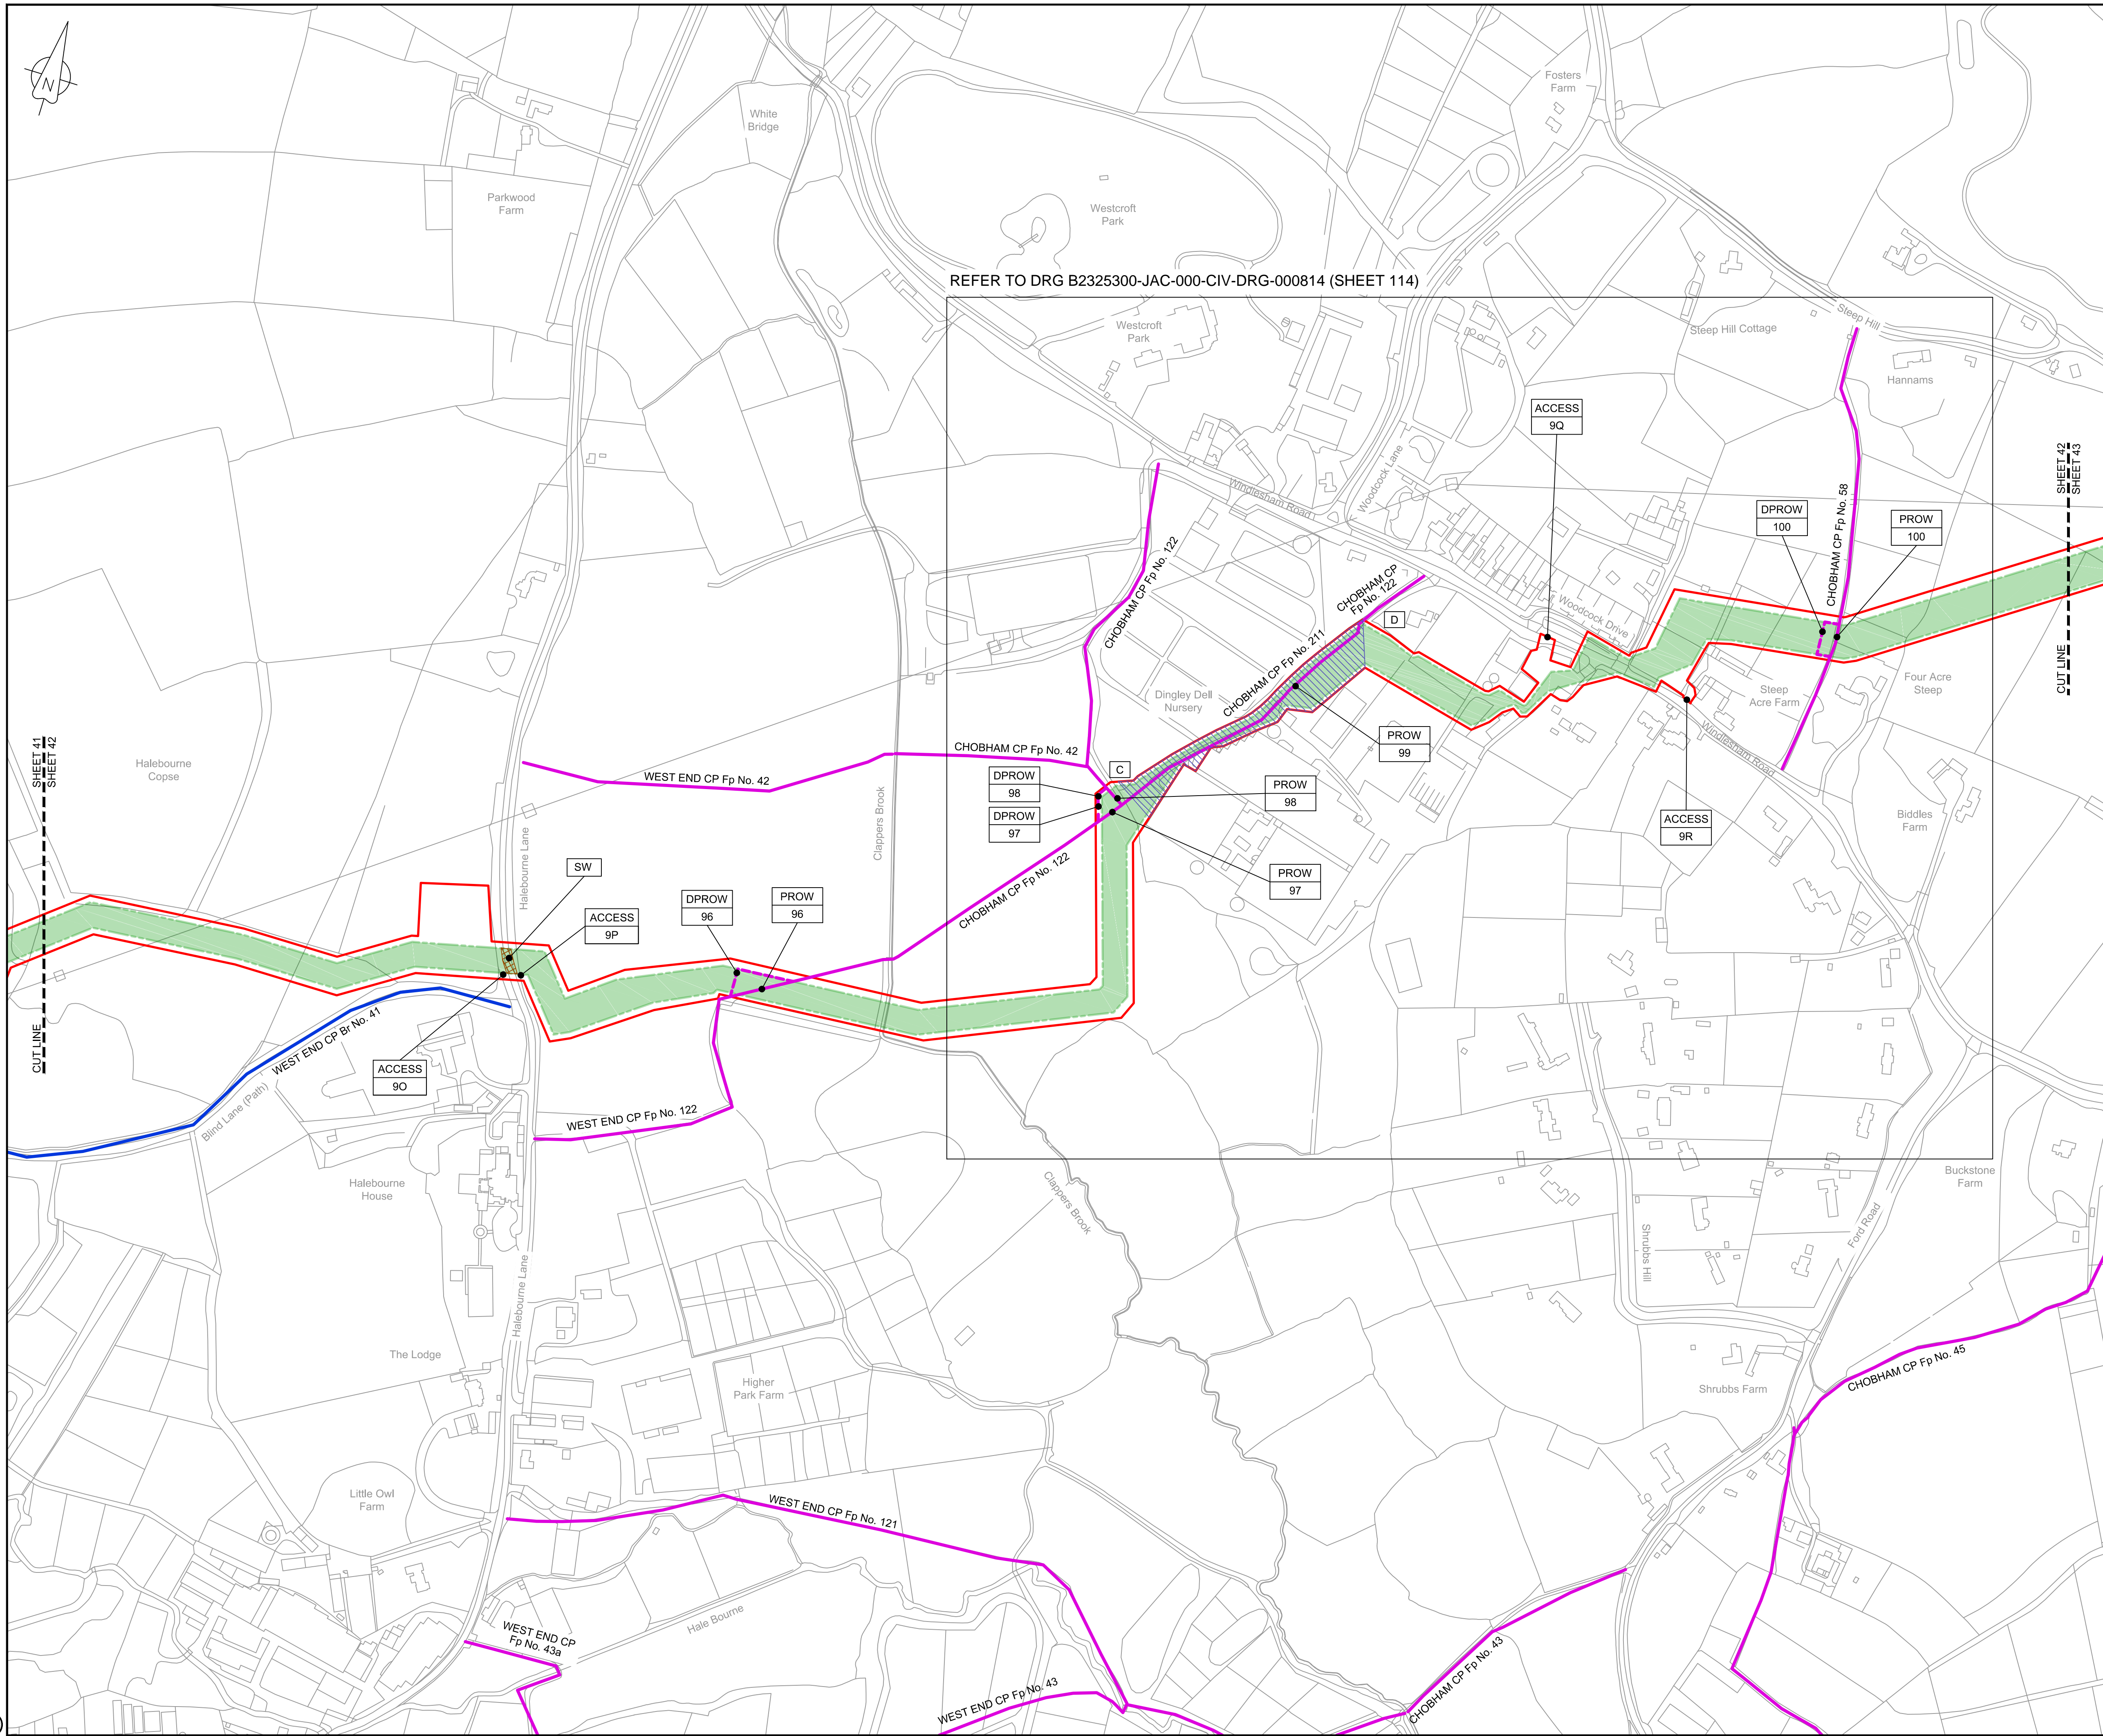 N
White
Bridge
Fosters
Farm
Parkwood
Farm
Westcroft
Park
REFER TO DRG B2325300-JAC-000-CIV-DRG-000814 (SHEET 114)
Westcroft
Park
Steep Hill
Steep Hill Cottage
Hannams
ACCESS
9Q
Woodcock Lane
Windlesham Road
SHEET 42
SHEET 43
CUT LINE
DPROW
100
CHOBHAM CP Fp No. 58
PROW
100
CHOBHAM CP Fp No. 122
CHOBHAM CP
Fp No. 122
D
Woodcock Drive
CHOBHAM CP Fp No. 211
Dingley Dell
Nursery
Steep
Acre Farm
Four Acre
Steep
PROW
99
Windlesham Road
SHEET 41
SHEET 42
CUT LINE
Halebourne
Copse
CHOBHAM CP Fp No. 42
WEST END CP Fp No. 42
C
DPROW
98
PROW
98
DPROW
97
ACCESS
9R
Biddles
Farm
Clappers Brook
Halebourne Lane
SW
PROW
97
CHOBHAM CP Fp No. 122
DPROW
96
PROW
96
ACCESS
9P
WEST END CP Br No. 41
ACCESS
9O
Blind Lane (Path)
WEST END CP Fp No. 122
Halebourne
House
Clappers Brook
Buckstone
Farm
Ford Road
Shrubbs Hill
Halebourne Lane
The Lodge
Higher
Park Farm
CHOBHAM CP Fp No. 45
Shrubbs Farm
Little Owl
Farm
WEST END CP Fp No. 121
Hale Bourne
WEST END CP
Fp No. 43a
CHOBHAM CP Fp No. 43
WEST END CP Fp No. 43